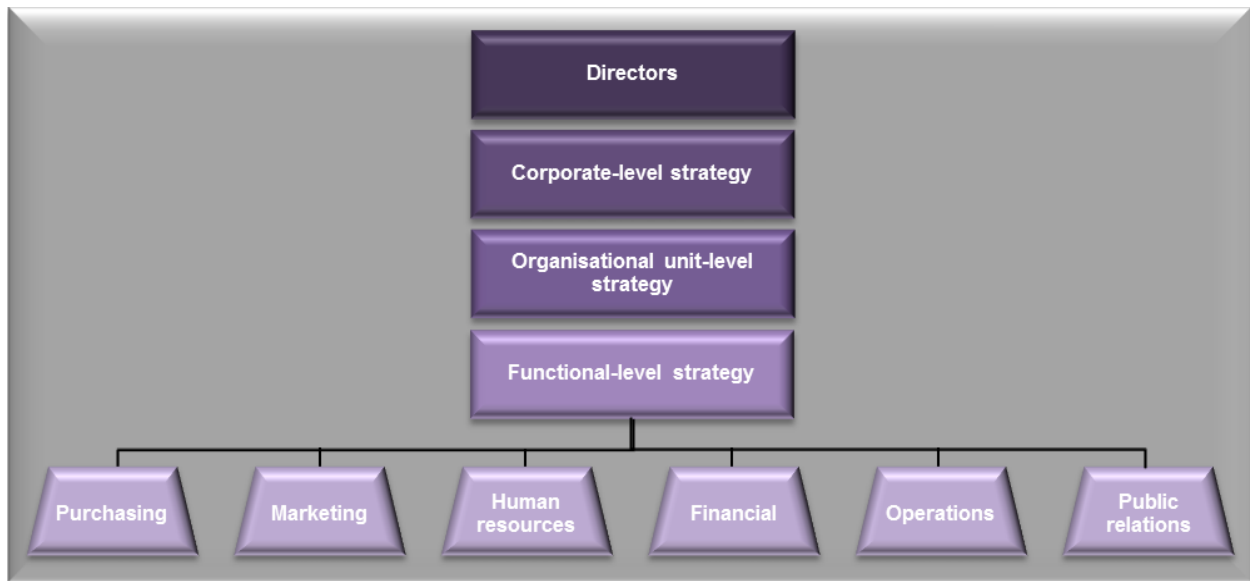 Directors
Corporate-level strategy
Organisational unit-level
strategy
Functional-level strategy
Purchasing
Marketing
Human
resources
Financial
Operations
Public
relations